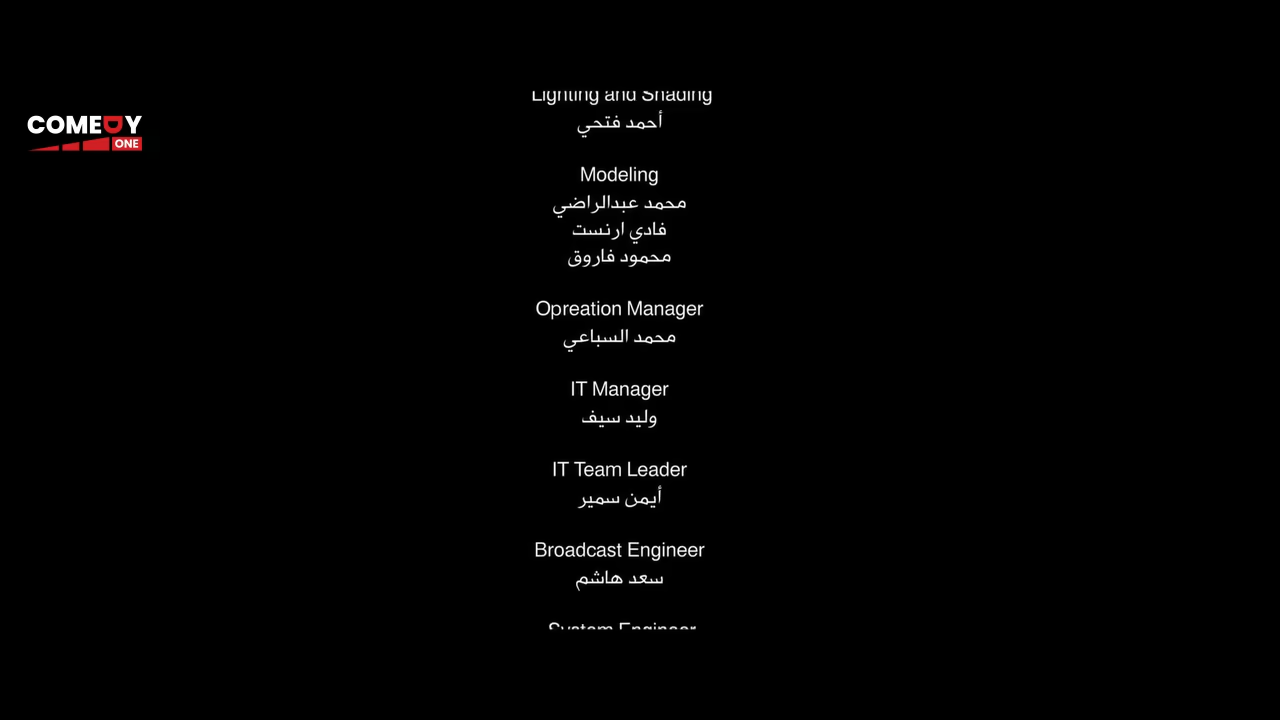 COMEDY
ONE
Lighting and Shading
أحمد فتحي
Modeling
محمد عبدالراضي
فادي ارنست
محمود فاروق
Opreation Manager
محمد السباعي
IT Manager
وليد سيف
IT Team Leader
أيمن سمير
Broadcast Engineer
سعد هاشم
System Engineer